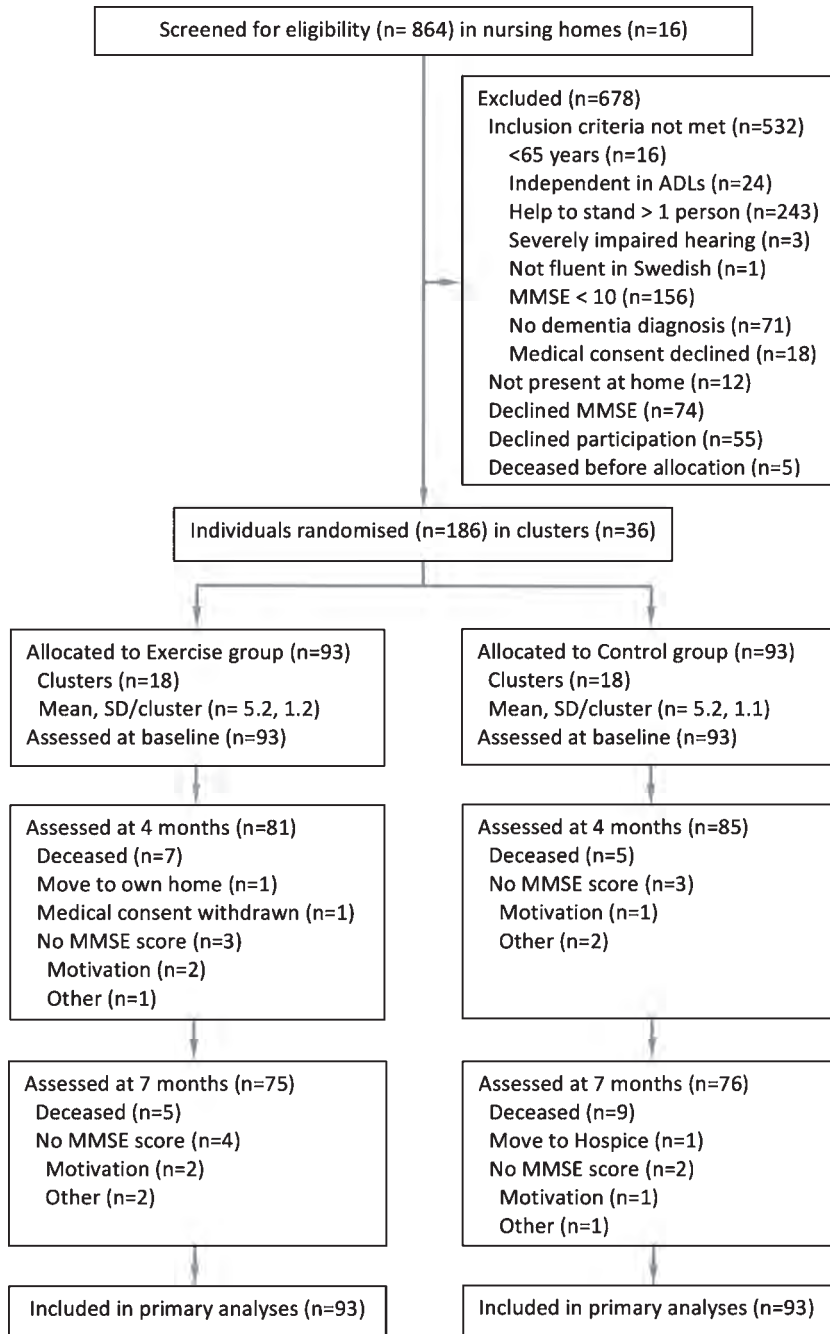 Screened for eligibility (n= 864) in nursing homes (n=16)
Excluded (n=678)
Inclusion criteria not met (n=532)
<65 years (n=16)
Independent in ADLs (n=24)
Help to stand > 1 person (n=243)
Severely impaired hearing (n=3)
Not fluent in Swedish (n=1)
MMSE < 10 (n=156)
No dementia diagnosis (n=71)
Medical consent declined (n=18)
Not present at home (n=12)
Declined MMSE (n=74)
Declined participation (n=55)
Deceased before allocation (n=5)
Individuals randomised (n=186) in clusters (n=36)
Allocated to Exercise group (n=93)
Clusters (n=18)
Mean, SD/cluster (n= 5.2, 1.2)
Assessed at baseline (n=93)
Allocated to Control group (n=93)
Clusters (n=18)
Mean, SD/cluster (n= 5.2, 1.1)
Assessed at baseline (n=93)
Assessed at 4 months (n=81)
Deceased (n=7)
Move to own home (n=1)
Medical consent withdrawn (n=1)
No MMSE score (n=3)
Motivation (n=2)
Other (n=1)
Assessed at 4 months (n=85)
Deceased (n=5)
No MMSE score (n=3)
Motivation (n=1)
Other (n=2)
Assessed at 7 months (n=75)
Deceased (n=5)
No MMSE score (n=4)
Motivation (n=2)
Other (n=2)
Assessed at 7 months (n=76)
Deceased (n=9)
Move to Hospice (n=1)
No MMSE score (n=2)
Motivation (n=1)
Other (n=1)
Included in primary analyses (n=93)
Included in primary analyses (n=93)